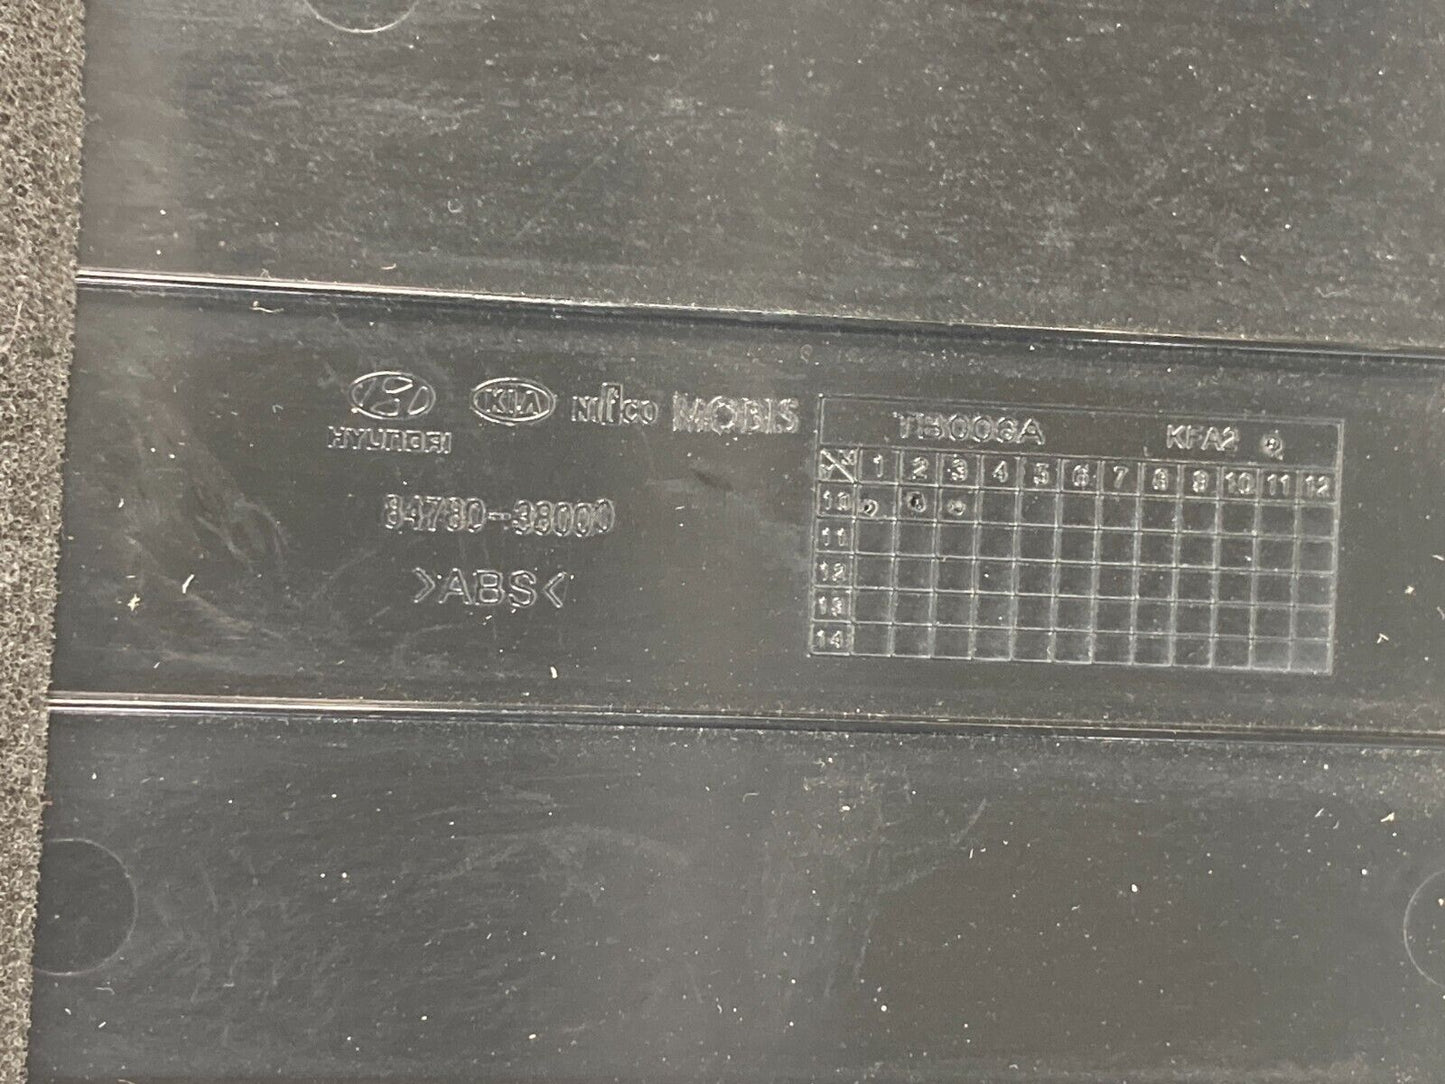 KIA Nifco MOBIS
HYUNDAI
84780-38000
>ABS<
KFA2
Y M 1 2 3 4 5 6 7 8 9 10 11 12
10
11
12
13
14